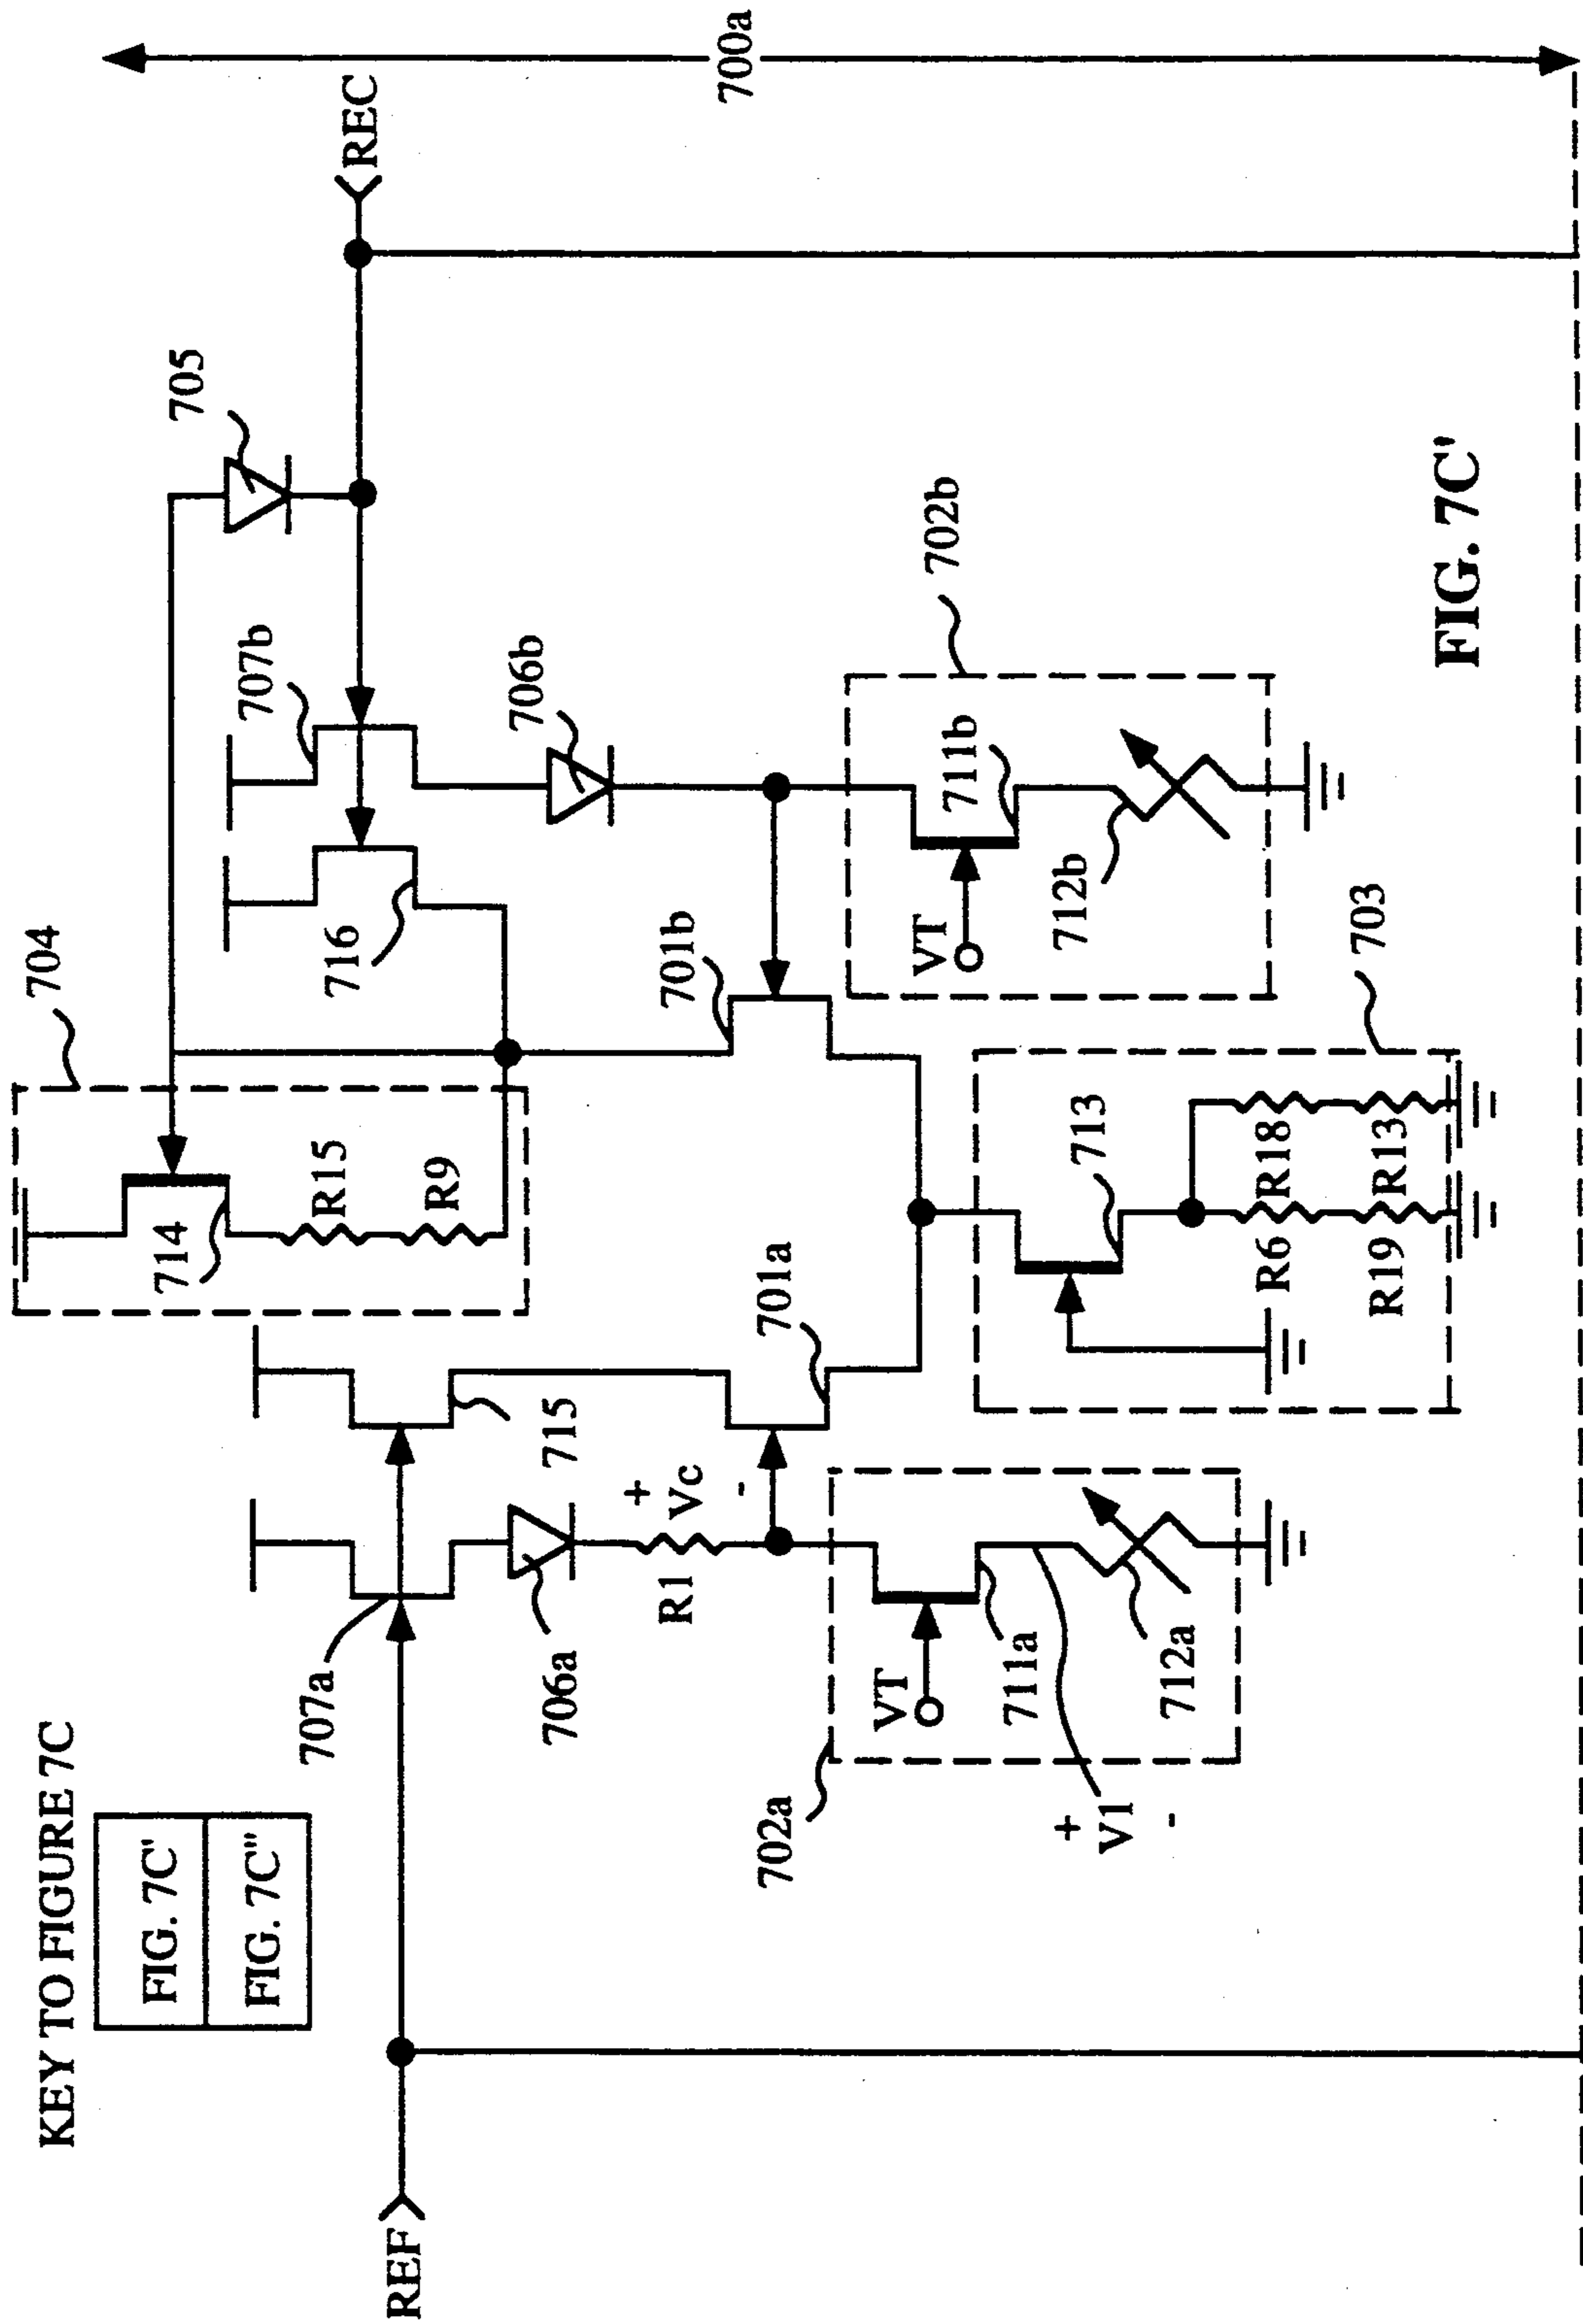 KEY TO FIGURE 7C
FIG. 7C'
FIG. 7C"
REF
REC
700a
704
714
R15
R9
705
707a
715
716
707b
706a
R1
+
Vc
-
706b
701a
701b
702a
VT
711a
712a
+
V1
-
702b
VT
711b
712b
703
713
R6
R18
R19
R13
FIG. 7C'